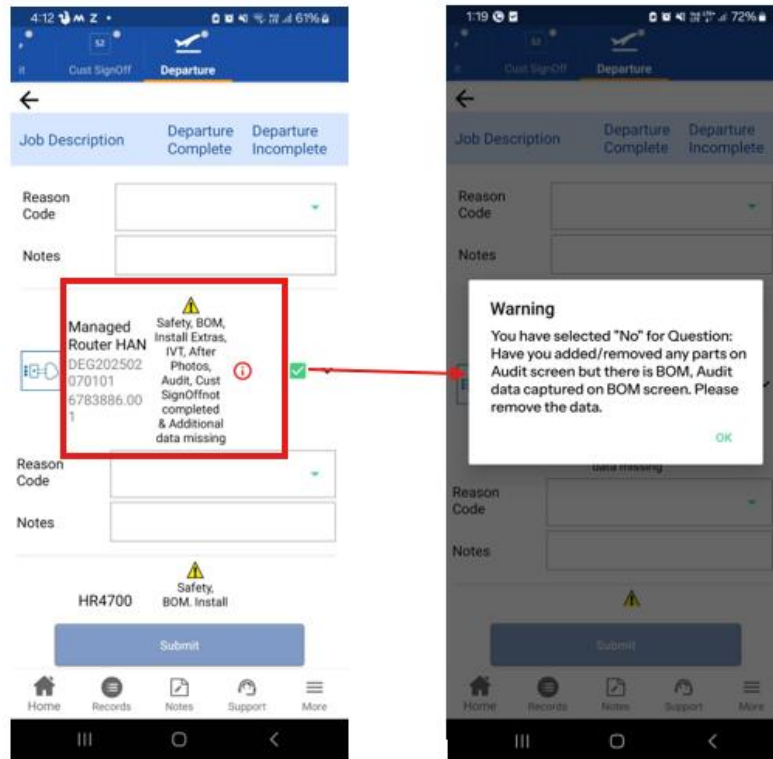 4:12 M Z • 61%
it Cust SignOff Departure
Job Description Departure Departure
Complete Incomplete
Reason
Code
Notes
Managed
Router HAN
DEG202502
070101
6783886.00
1
Safety, BOM,
Install Extras,
IVT, After
Photos,
Audit, Cust
SignOffnot
completed
& Additional
data missing
Reason
Code
Notes
HR4700
Safety,
BOM. Install
Submit
Home Records Notes Support More
1:19 72%
Cust SignOff Departure
Job Description Departure Departure
Complete Incomplete
Reason
Code
Notes
Warning
You have selected "No" for Question:
Have you added/removed any parts on
Audit screen but there is BOM, Audit
data captured on BOM screen. Please
remove the data.
OK
data missing
Reason
Code
Notes
Submit
Home Records Notes Support More